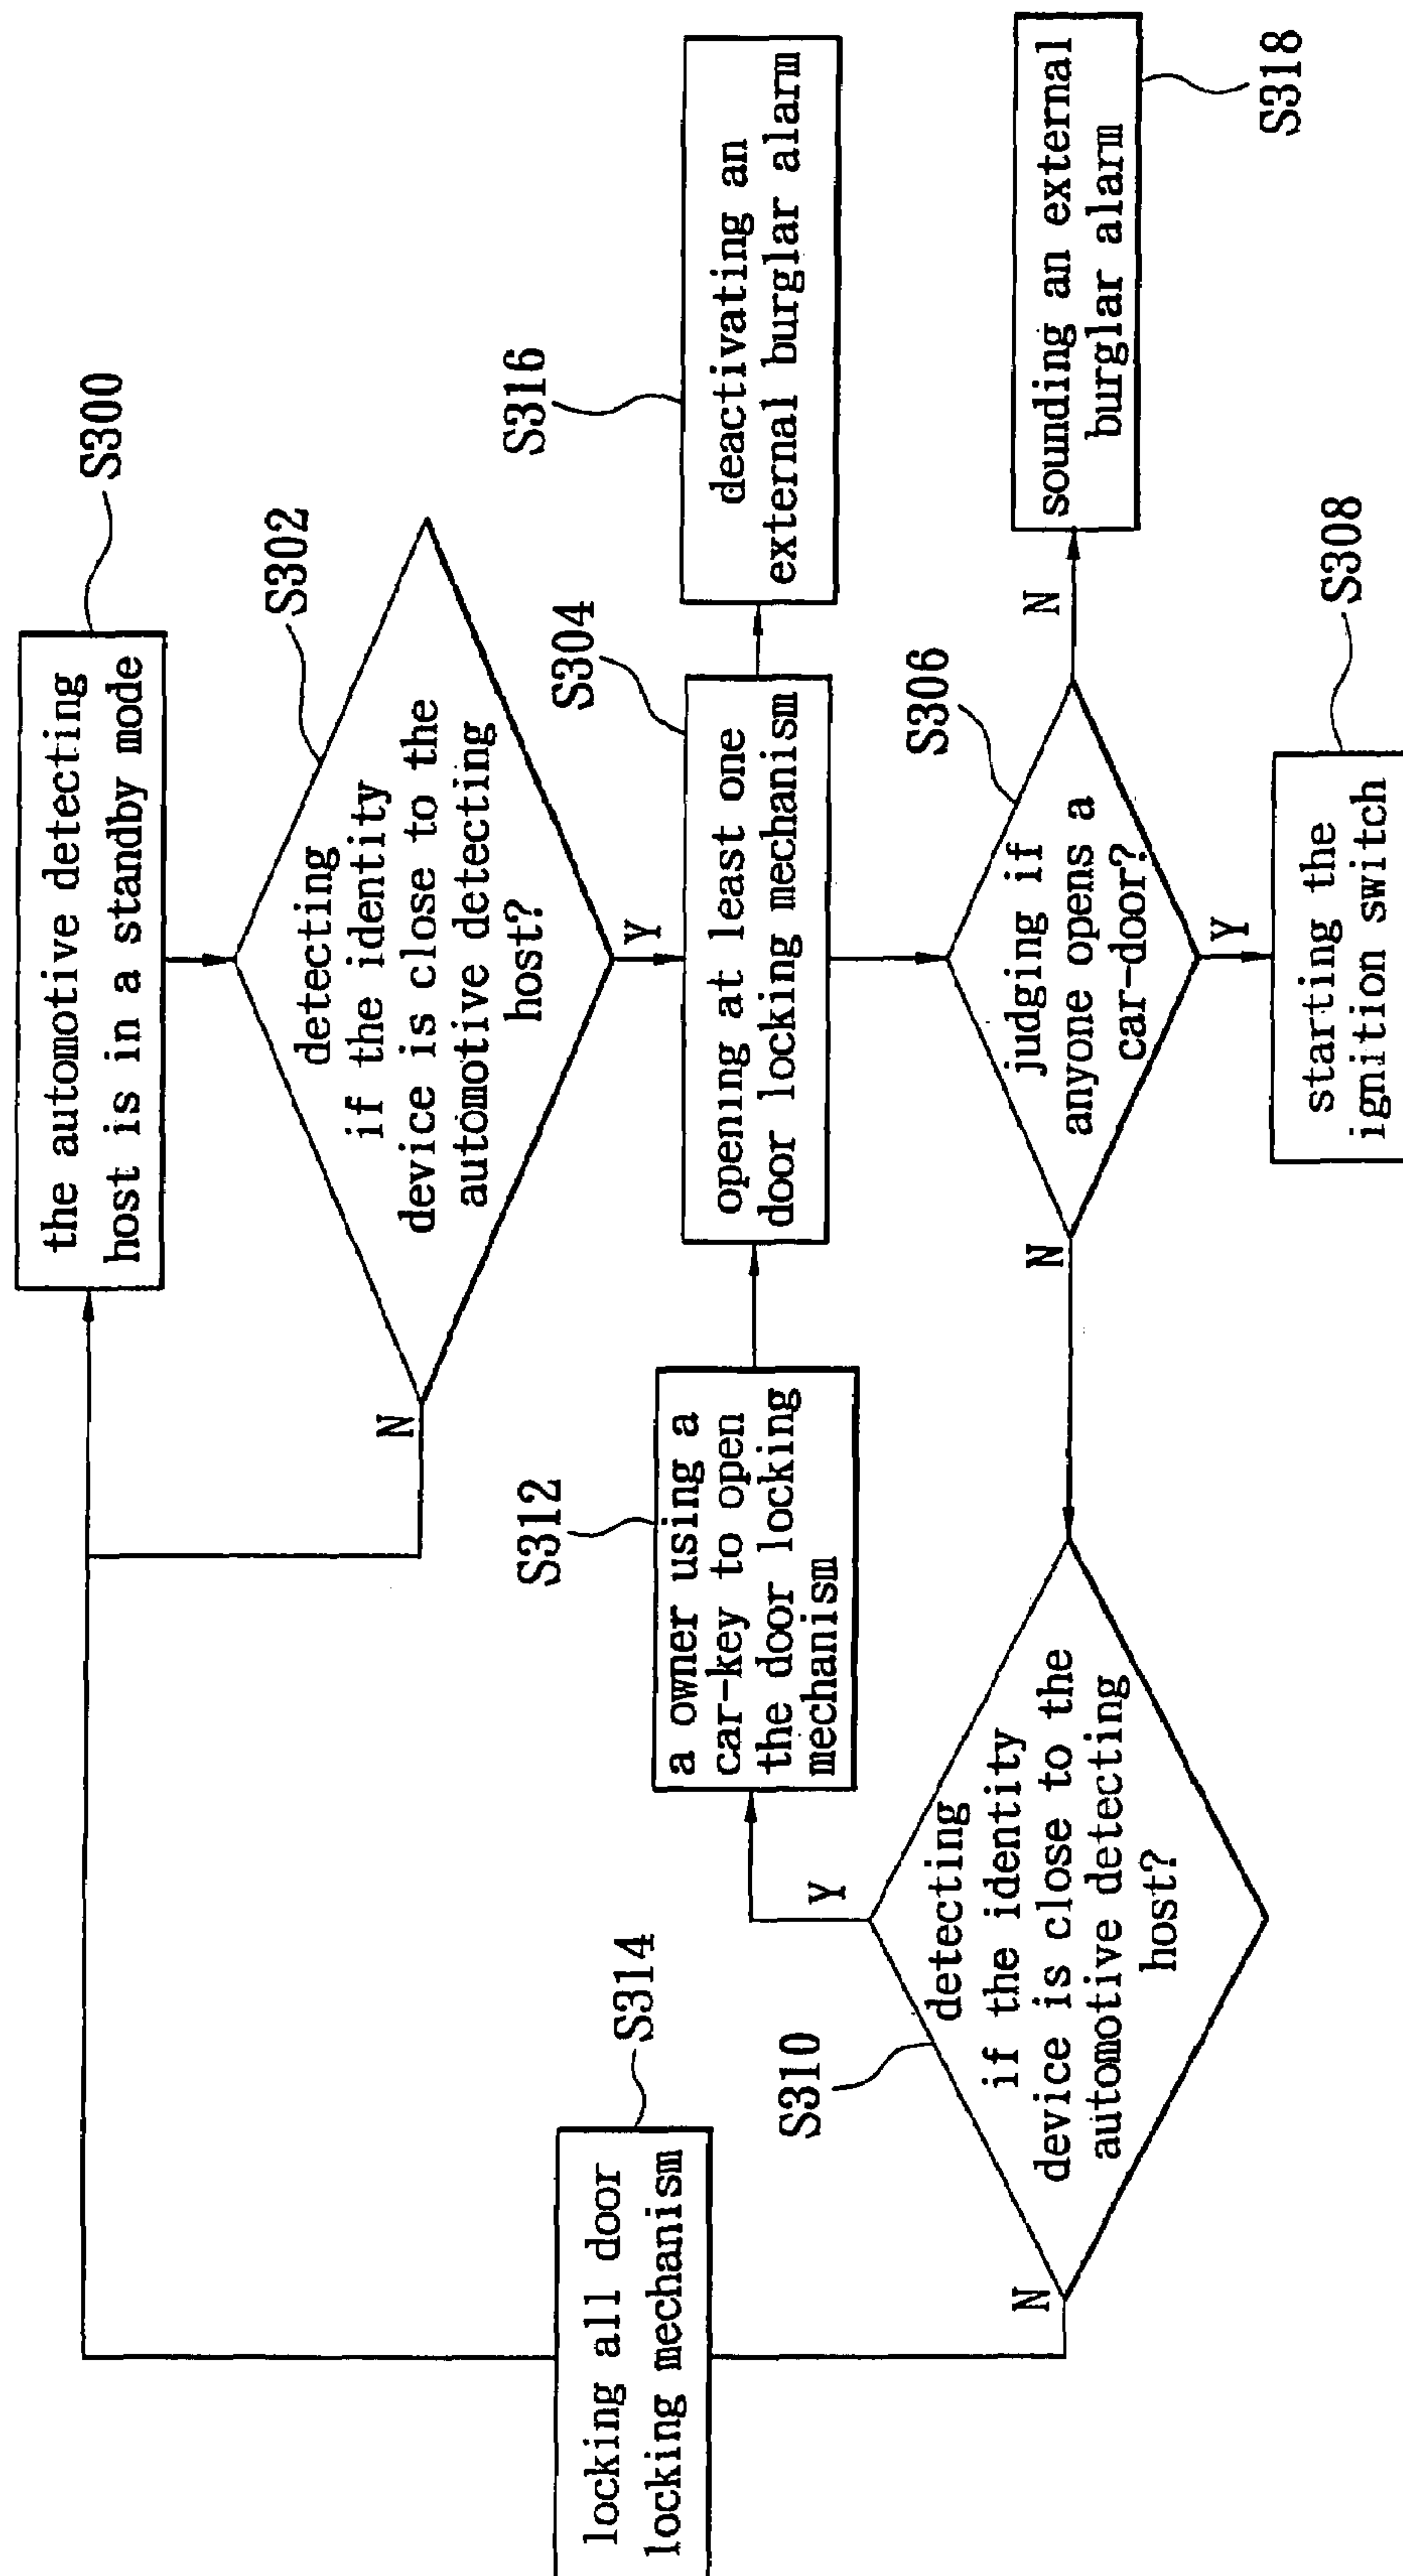 S300
the automotive detecting
host is in a standby mode
S302
detecting
if the identity
device is close to the
automotive detecting
host?
N
Y
S304
opening at least one
door locking mechanism
S316
deactivating an
external burglar alarm
S312
a owner using a
car-key to open
the door locking
mechanism
S306
judging if
anyone opens a
car-door?
N
N
Y
S318
sounding an external
burglar alarm
S308
starting the
ignition switch
S310
detecting
if the identity
device is close to the
automotive detecting
host?
Y
N
S314
locking all door
locking mechanism